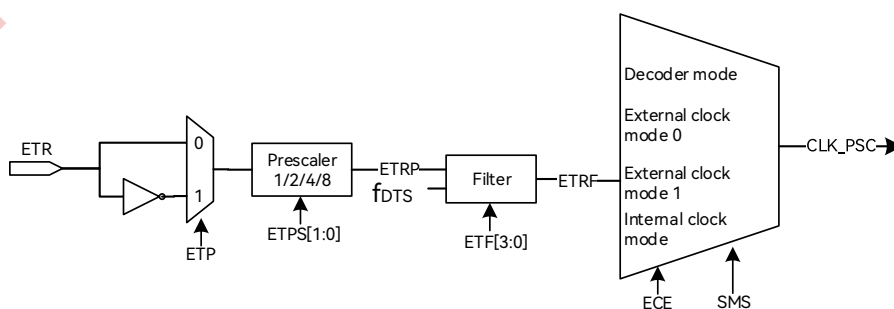 Decoder mode
External clock
mode 0
ETR
0
CLK_PSC
Prescaler
1/2/4/8
ETRP
fDTS
Filter
ETRF
External clock
mode 1
1
Internal clock
mode
ETP
ETPS[1:0]
ETF[3:0]
ECE
SMS